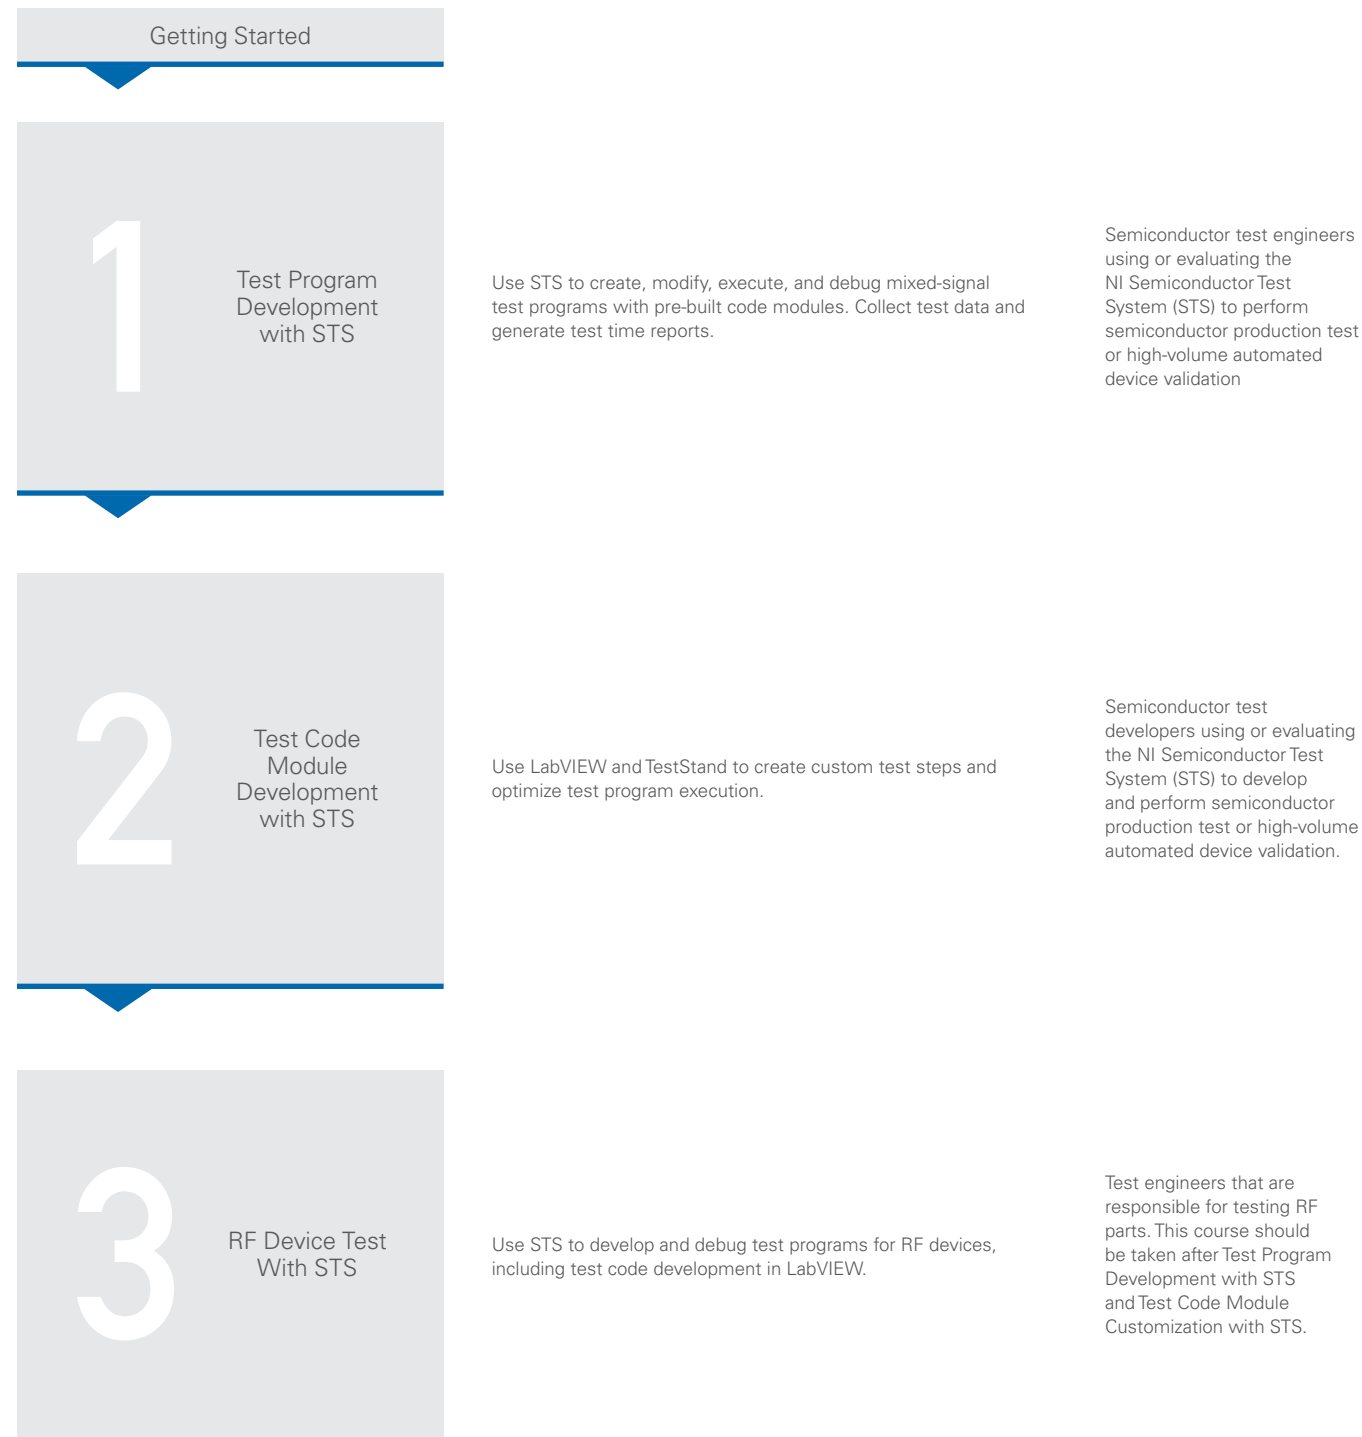 Getting Started
1
Test Program
Development
with STS
Use STS to create, modify, execute, and debug mixed-signal
test programs with pre-built code modules. Collect test data and
generate test time reports.
Semiconductor test engineers
using or evaluating the
NI Semiconductor Test
System (STS) to perform
semiconductor production test
or high-volume automated
device validation
2
Test Code
Module
Development
with STS
Use LabVIEW and TestStand to create custom test steps and
optimize test program execution.
Semiconductor test
developers using or evaluating
the NI Semiconductor Test
System (STS) to develop
and perform semiconductor
production test or high-volume
automated device validation.
3
RF Device Test
With STS
Use STS to develop and debug test programs for RF devices,
including test code development in LabVIEW.
Test engineers that are
responsible for testing RF
parts. This course should
be taken after Test Program
Development with STS
and Test Code Module
Customization with STS.